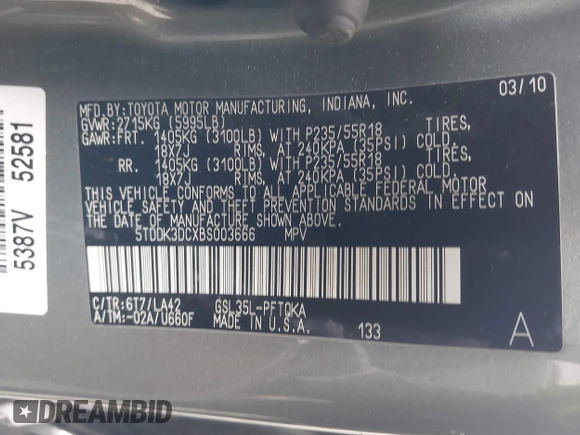 03/10
MFD.BY:TOYOTA MOTOR MANUFACTURING, INDIANA, INC.
GVWR:2715KG (5995LB)
GAWR:FRT. 1405KG (3100LB) WITH P235/55R18 TIRES,
18X7J RIMS, AT 240KPA (35PSI) COLD.
RR. 1405KG (3100LB) WITH P235/55R18 TIRES,
18X7J RIMS, AT 240KPA (35PSI) COLD.
THIS VEHICLE CONFORMS TO ALL APPLICABLE FEDERAL MOTOR
VEHICLE SAFETY AND THEFT PREVENTION STANDARDS IN EFFECT ON
THE DATE OF MANUFACTURE SHOWN ABOVE.
5TDDK3DCXBS003666 MPV
C/TR:6T7/LA42 GSL35L-PFTQKA
A/TM:-02A/U660F MADE IN U.S.A. 133 A
5387V 52581
DREAMBID